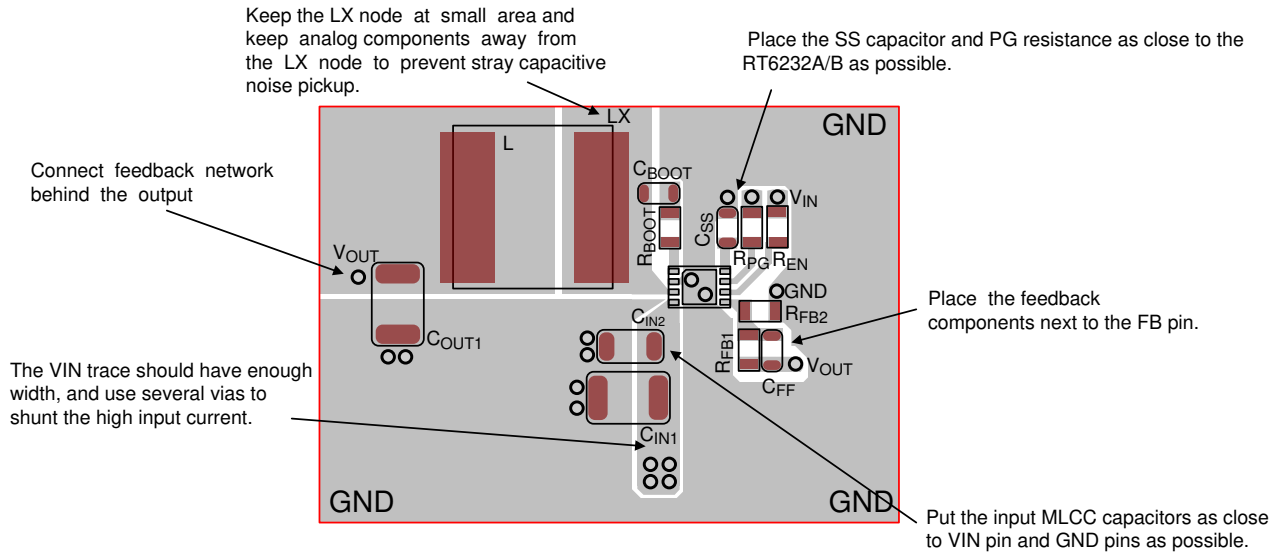 Keep the LX node at small area and
keep analog components away from
the LX node to prevent stray capacitive
noise pickup.
Place the SS capacitor and PG resistance as close to the
RT6232A/B as possible.
LX
GND
L
Connect feedback network
behind the output
CBOOT
VIN
RBOOT
CSS
RPG
REN
VOUT
GND
RFB2
Place the feedback
components next to the FB pin.
CIN2
COUT1
RFB1
VOUT
CFF
The VIN trace should have enough
width, and use several vias to
shunt the high input current.
CIN1
GND
GND
Put the input MLCC capacitors as close
to VIN pin and GND pins as possible.